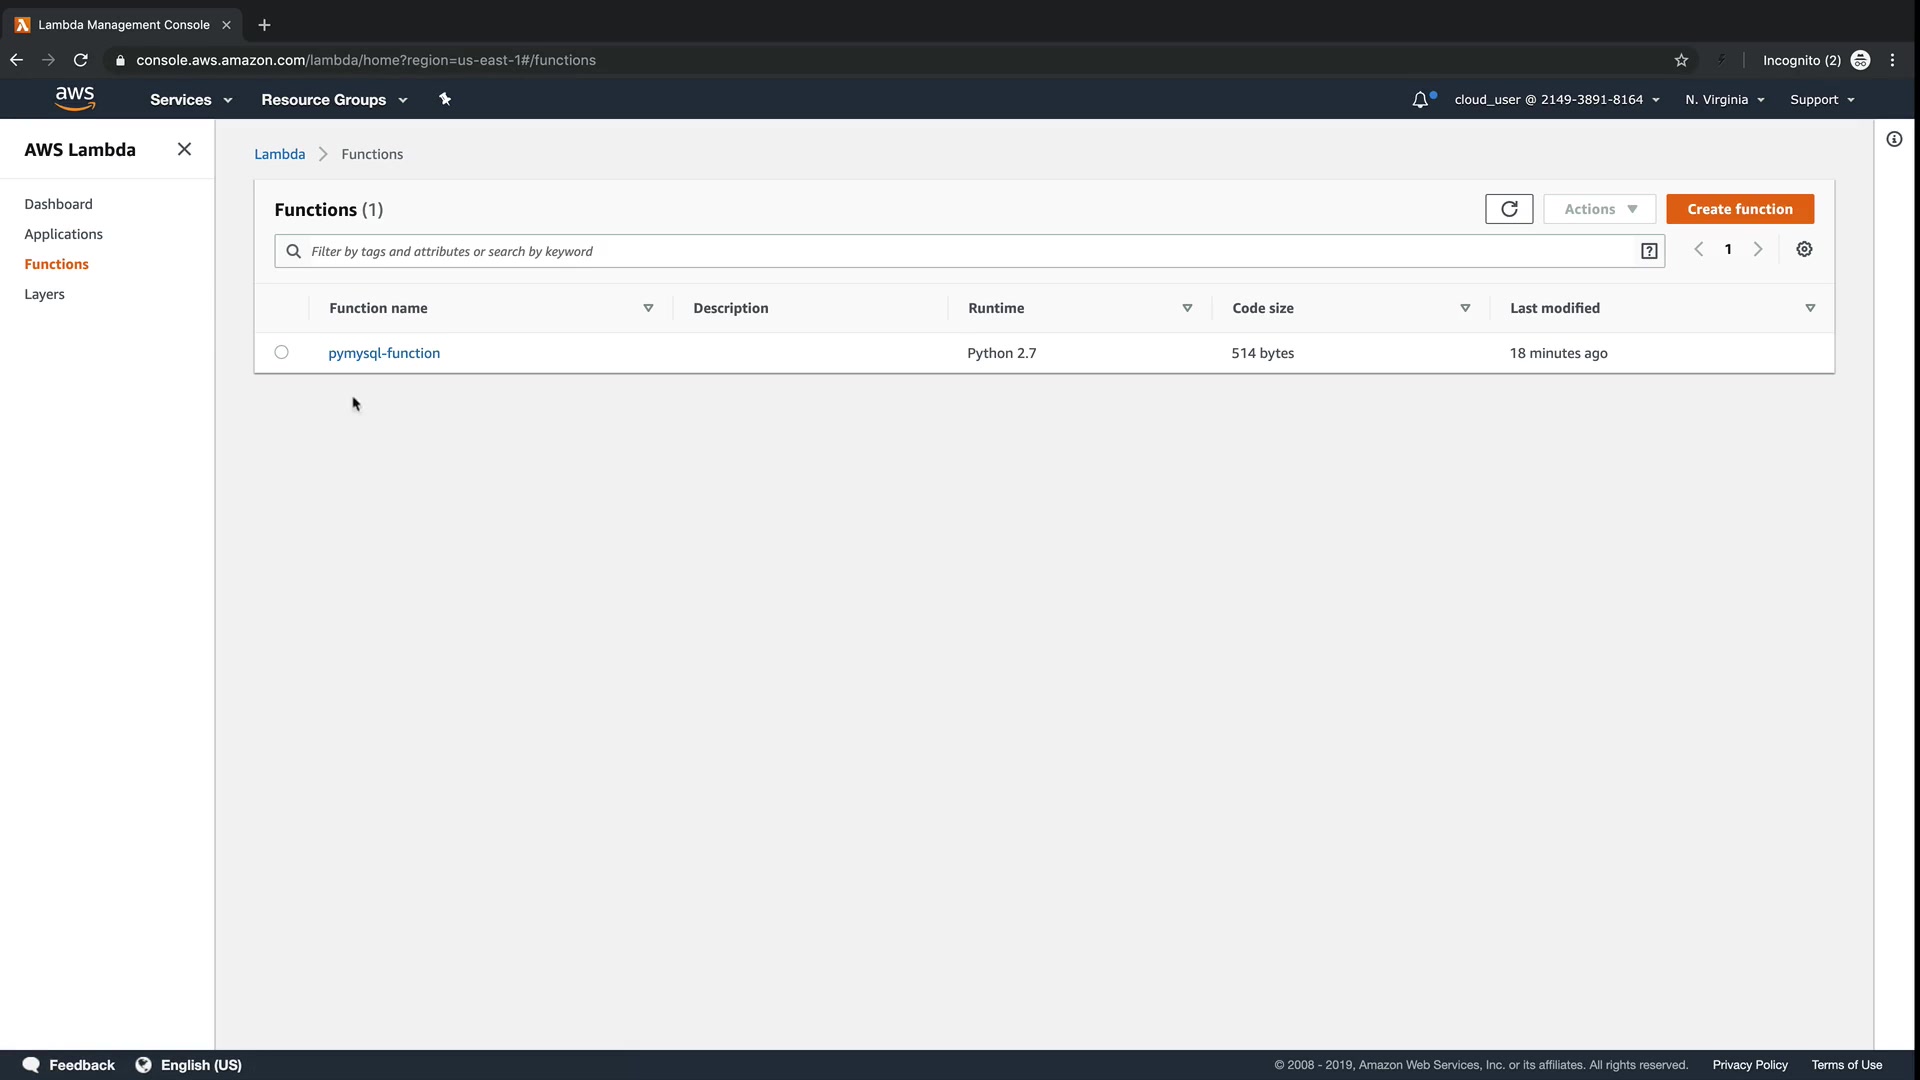 Lambda Management Console
console.aws.amazon.com/lambda/home?region=us-east-1#/functions
Incognito (2)
aws
Services
Resource Groups
cloud_user @ 2149-3891-8164
N. Virginia
Support
AWS Lambda
Dashboard
Applications
Functions
Layers
Lambda
Functions
Functions (1)
Actions
Create function
Filter by tags and attributes or search by keyword
?
1
Function name
Description
Runtime
Code size
Last modified
pymysql-function
Python 2.7
514 bytes
18 minutes ago
Feedback
English (US)
© 2008 - 2019, Amazon Web Services, Inc. or its affiliates. All rights reserved.
Privacy Policy
Terms of Use